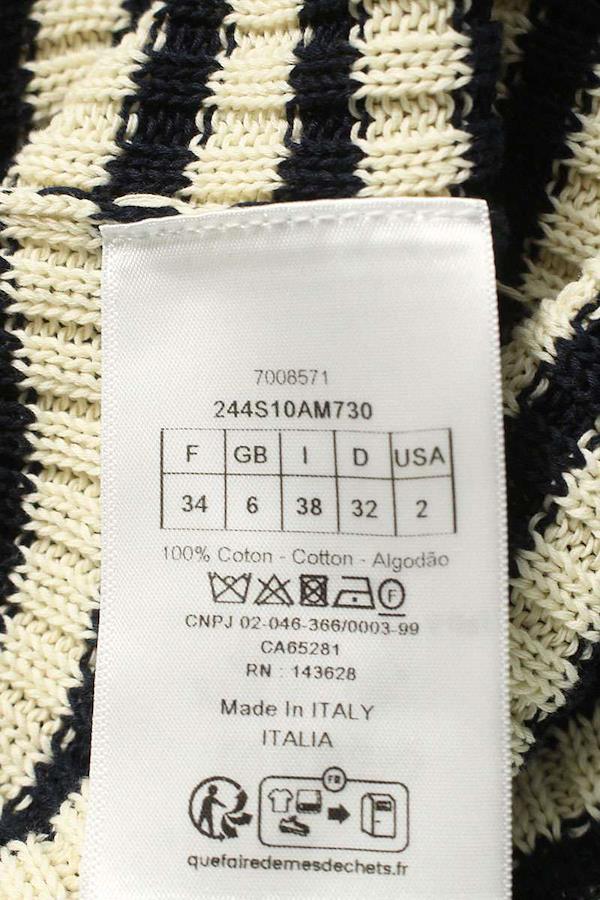 7008571
244S10AM730
F GB I D USA
34 6 38 32 2
100% Coton - Cotton - Algodão
F
CNPJ 02-046-366/0003-99
CA65281
RN : 143628
Made In ITALY
ITALIA
FR
quefairedemesdechets.fr